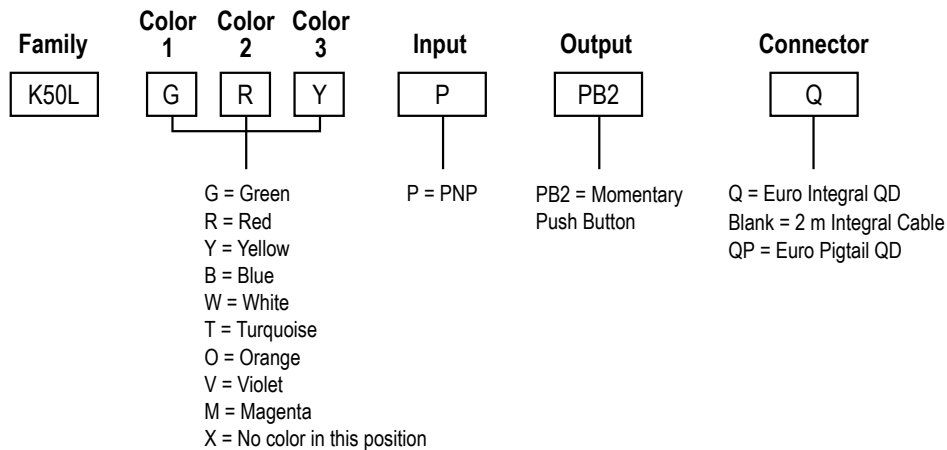 Family
Color 1
Color 2
Color 3
Input
Output
Connector
K50L
G
R
Y
P
PB2
Q
G = Green
R = Red
Y = Yellow
B = Blue
W = White
T = Turquoise
O = Orange
V = Violet
M = Magenta
X = No color in this position
P = PNP
PB2 = Momentary
Push Button
Q = Euro Integral QD
Blank = 2 m Integral Cable
QP = Euro Pigtail QD